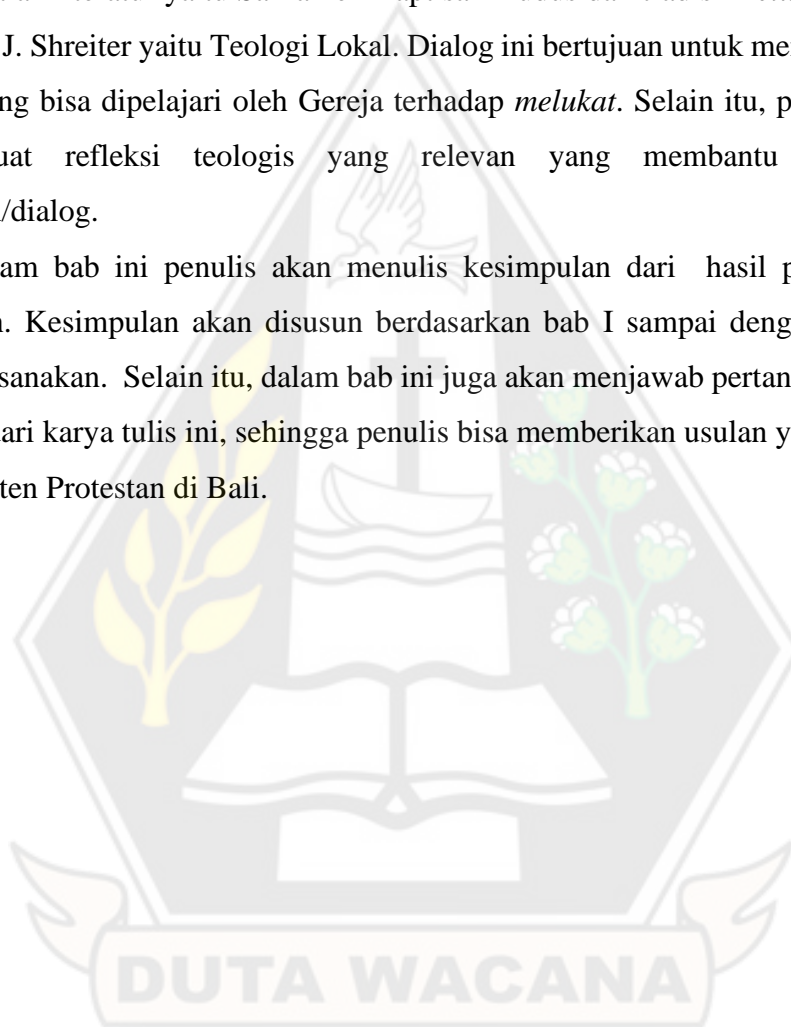 J. Shreiter yaitu Teologi Lokal. Dialog ini bertujuan untuk
ng bisa dipelajari oleh Gereja terhadap melukat. Selain itu, p
uat refleksi teologis yang relevan yang membantu
/dialog.
am bab ini penulis akan menulis kesimpulan dari hasil p
n. Kesimpulan akan disusun berdasarkan bab I sampai deng
sanakan. Selain itu, dalam bab ini juga akan menjawab pertan
dari karya tulis ini, sehingga penulis bisa memberikan usulan y
ten Protestan di Bali.
DUTA WACANA